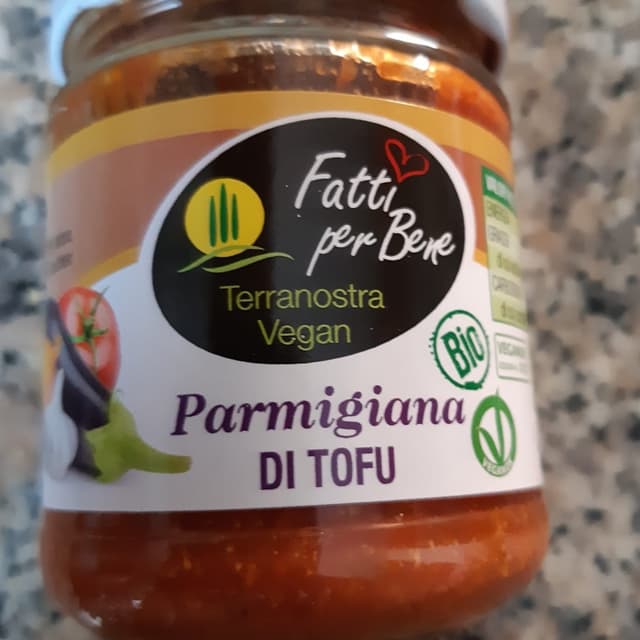 Fatti
per Bene
Terranostra
Vegan
BiO
Parmigiana
DI TOFU